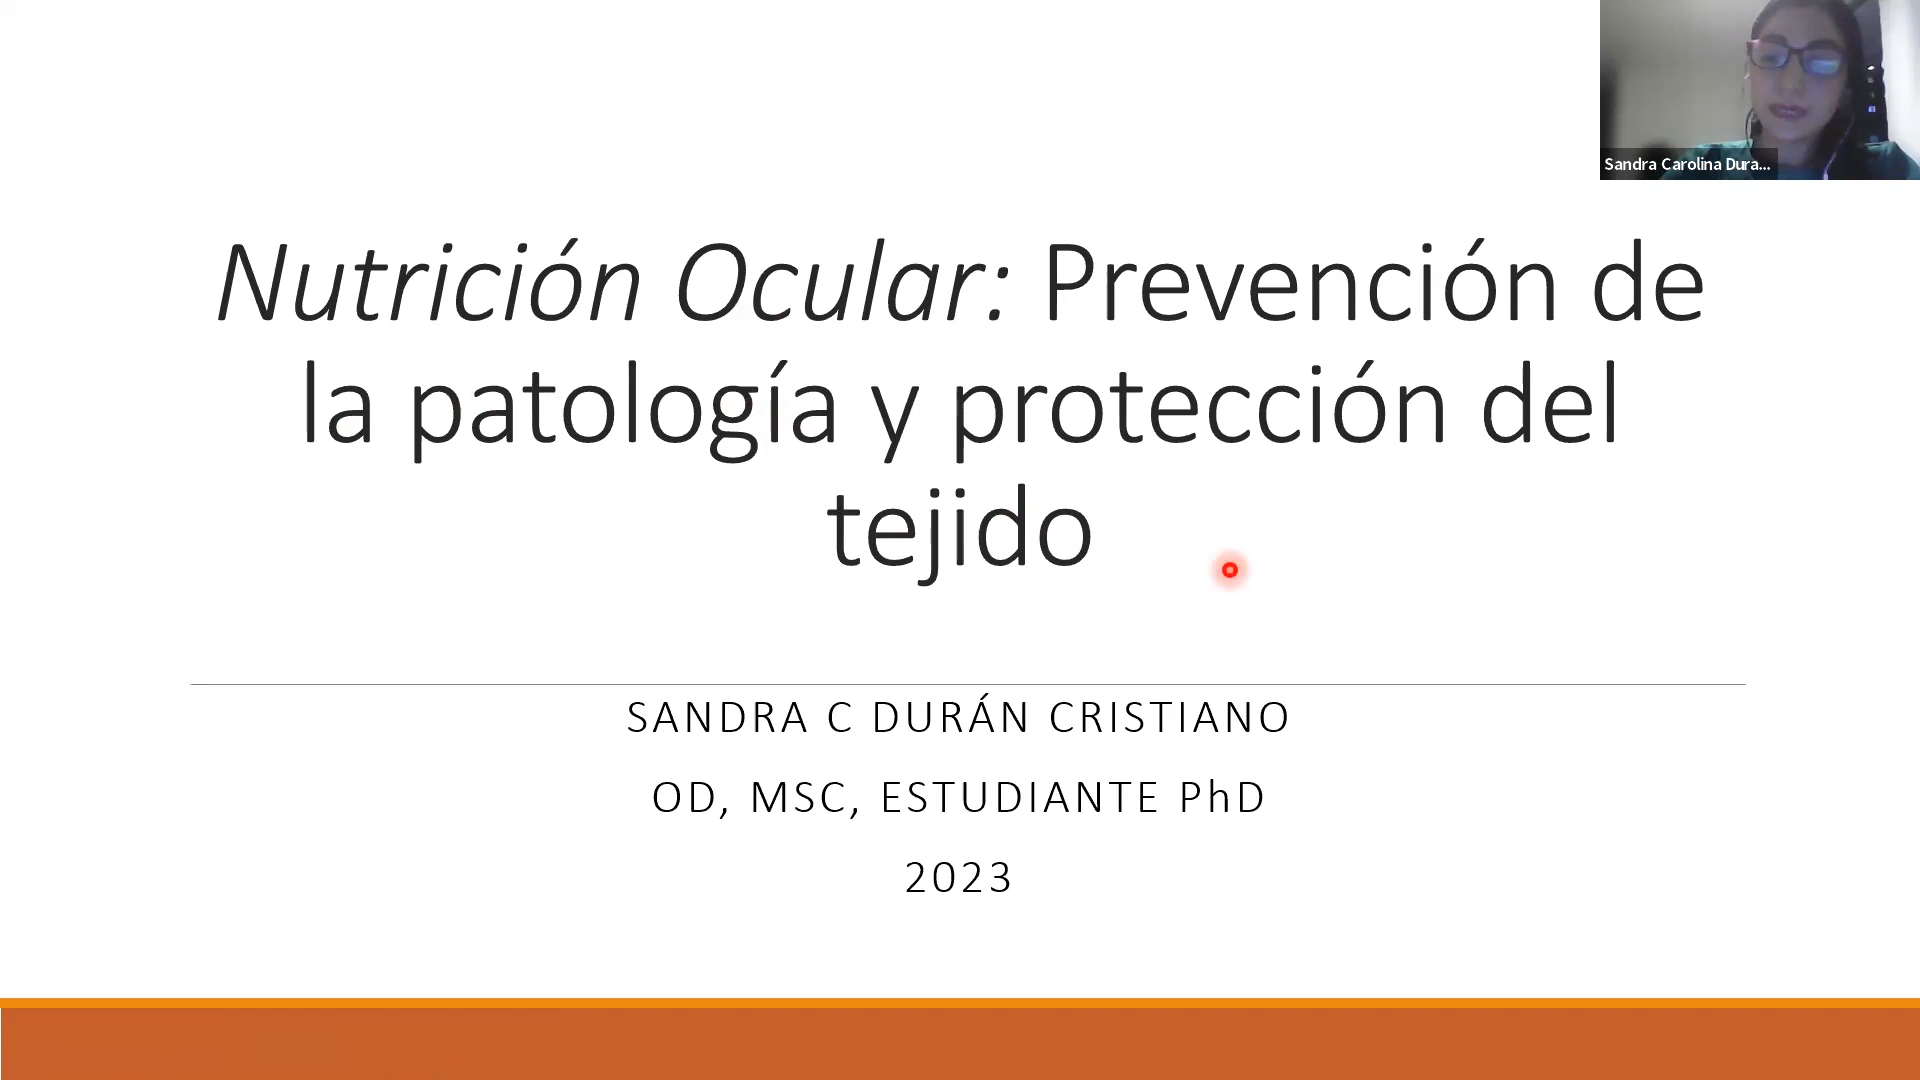 Sandra Carolina Dura...
Nutrición Ocular: Prevención de
la patología y protección del
tejido
SANDRA C DURÁN CRISTIANO
OD, MSC, ESTUDIANTE PhD
2023